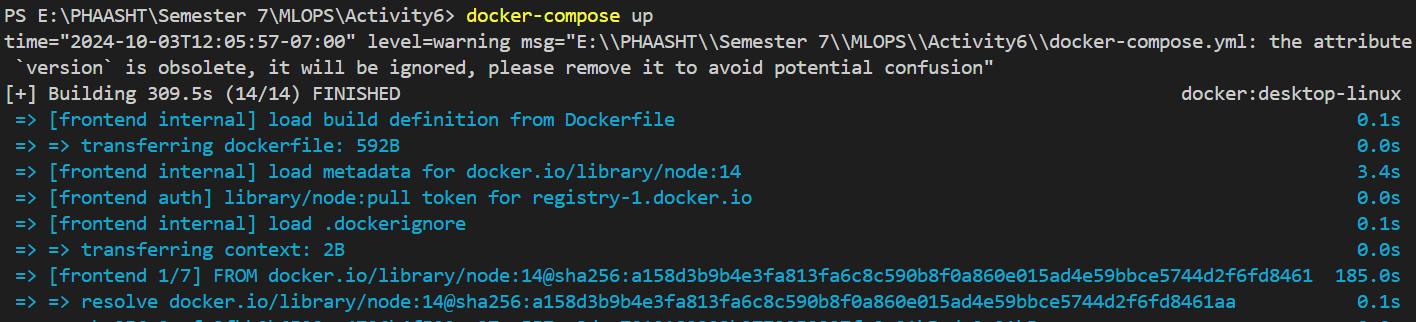 PS E:\PHAASHT\Semester 7\MLOPS\Activity6> docker-compose up
time="2024-10-03T12:05:57-07:00" level=warning msg="E:\\PHAASHT\\Semester 7\\MLOPS\\Activity6\\docker-compose.yml: the attribute
`version` is obsolete, it will be ignored, please remove it to avoid potential confusion"
[+] Building 309.5s (14/14) FINISHED docker:desktop-linux
=> [frontend internal] load build definition from Dockerfile 0.1s
=> => transferring dockerfile: 592B 0.0s
=> [frontend internal] load metadata for docker.io/library/node:14 3.4s
=> [frontend auth] library/node:pull token for registry-1.docker.io 0.0s
=> [frontend internal] load .dockerignore 0.1s
=> => transferring context: 2B 0.0s
=> [frontend 1/7] FROM docker.io/library/node:14@sha256:a158d3b9b4e3fa813fa6c8c590b8f0a860e015ad4e59bbce5744d2f6fd8461 185.0s
=> => resolve docker.io/library/node:14@sha256:a158d3b9b4e3fa813fa6c8c590b8f0a860e015ad4e59bbce5744d2f6fd8461aa 0.1s